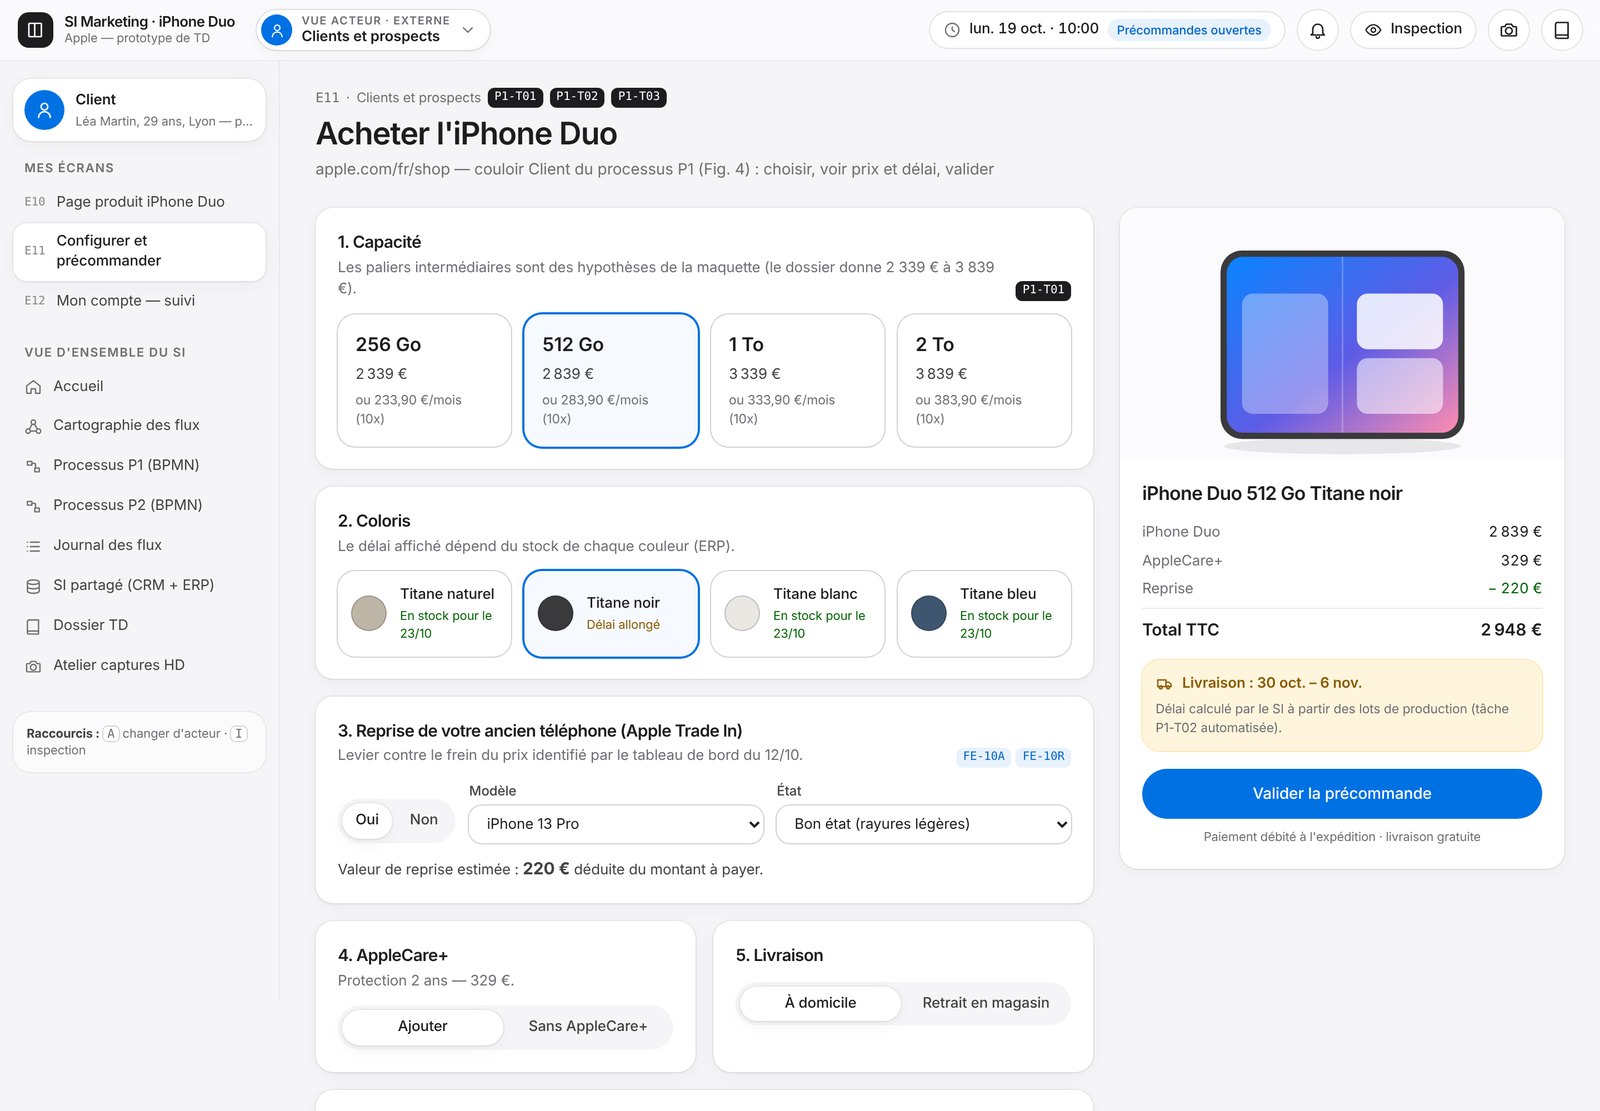 SI Marketing · iPhone Duo
Apple — prototype de TD
VUE ACTEUR · EXTERNE
Clients et prospects
lun. 19 oct. · 10:00
Précommandes ouvertes
Inspection
Client
Léa Martin, 29 ans, Lyon — p...
MES ÉCRANS
E10 Page produit iPhone Duo
E11 Configurer et
précommander
E12 Mon compte — suivi
VUE D'ENSEMBLE DU SI
Accueil
Cartographie des flux
Processus P1 (BPMN)
Processus P2 (BPMN)
Journal des flux
SI partagé (CRM + ERP)
Dossier TD
Atelier captures HD
Raccourcis : A changer d'acteur · I
inspection
E11 · Clients et prospects P1-T01 P1-T02 P1-T03
Acheter l'iPhone Duo
apple.com/fr/shop — couloir Client du processus P1 (Fig. 4) : choisir, voir prix et délai, valider
1. Capacité
Les paliers intermédiaires sont des hypothèses de la maquette (le dossier donne 2 339 € à 3 839
€).
P1-T01
256 Go
2 339 €
ou 233,90 €/mois
(10x)
512 Go
2 839 €
ou 283,90 €/mois
(10x)
1 To
3 339 €
ou 333,90 €/mois
(10x)
2 To
3 839 €
ou 383,90 €/mois
(10x)
2. Coloris
Le délai affiché dépend du stock de chaque couleur (ERP).
Titane naturel
En stock pour le
23/10
Titane noir
Délai allongé
Titane blanc
En stock pour le
23/10
Titane bleu
En stock pour le
23/10
3. Reprise de votre ancien téléphone (Apple Trade In)
Levier contre le frein du prix identifié par le tableau de bord du 12/10.
FE-10A FE-10R
Oui Non
Modèle
iPhone 13 Pro
État
Bon état (rayures légères)
Valeur de reprise estimée : 220 € déduite du montant à payer.
4. AppleCare+
Protection 2 ans — 329 €.
Ajouter Sans AppleCare+
5. Livraison
À domicile Retrait en magasin
iPhone Duo 512 Go Titane noir
iPhone Duo 2 839 €
AppleCare+ 329 €
Reprise − 220 €
Total TTC 2 948 €
Livraison : 30 oct. – 6 nov.
Délai calculé par le SI à partir des lots de production (tâche
P1-T02 automatisée).
Valider la précommande
Paiement débité à l'expédition · livraison gratuite